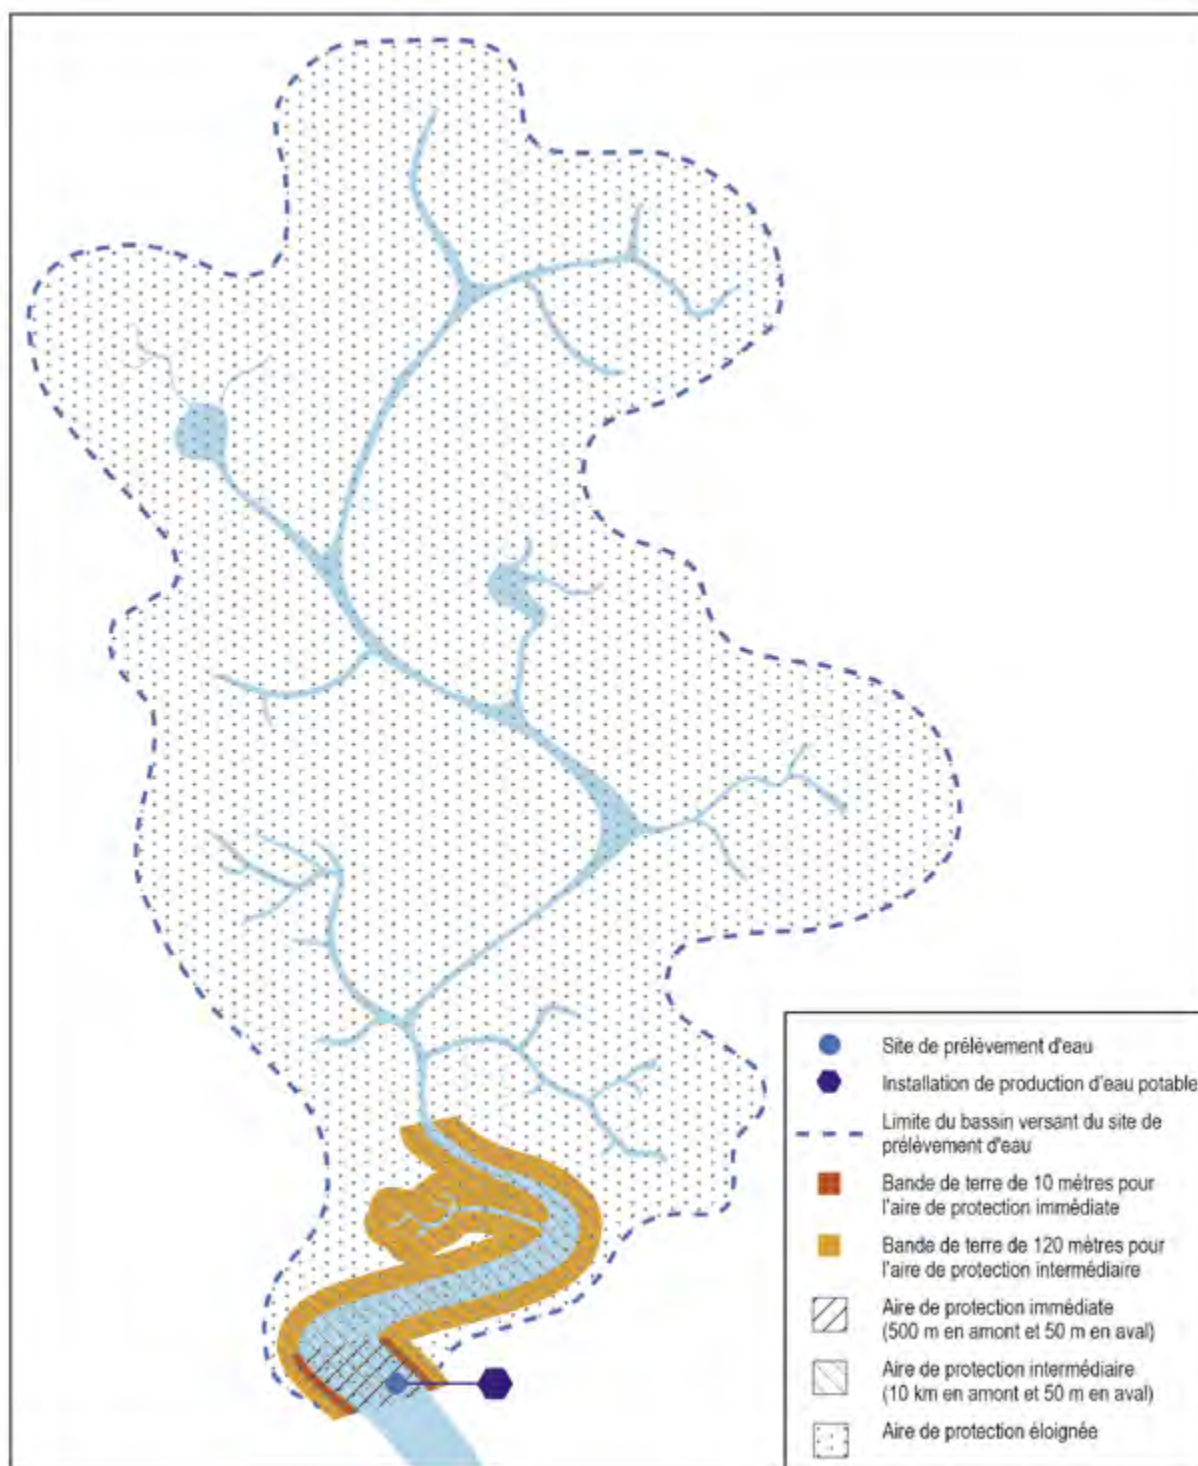 Site de prélèvement d'eau
Installation de production d'eau potable
Limite du bassin versant du site de
prélèvement d'eau
Bande de terre de 10 mètres pour
l'aire de protection immédiate
Bande de terre de 120 mètres pour
l'aire de protection intermédiaire
Aire de protection immédiate
(500 m en amont et 50 m en aval)
Aire de protection intermédiaire
(10 km en amont et 50 m en aval)
Aire de protection éloignée